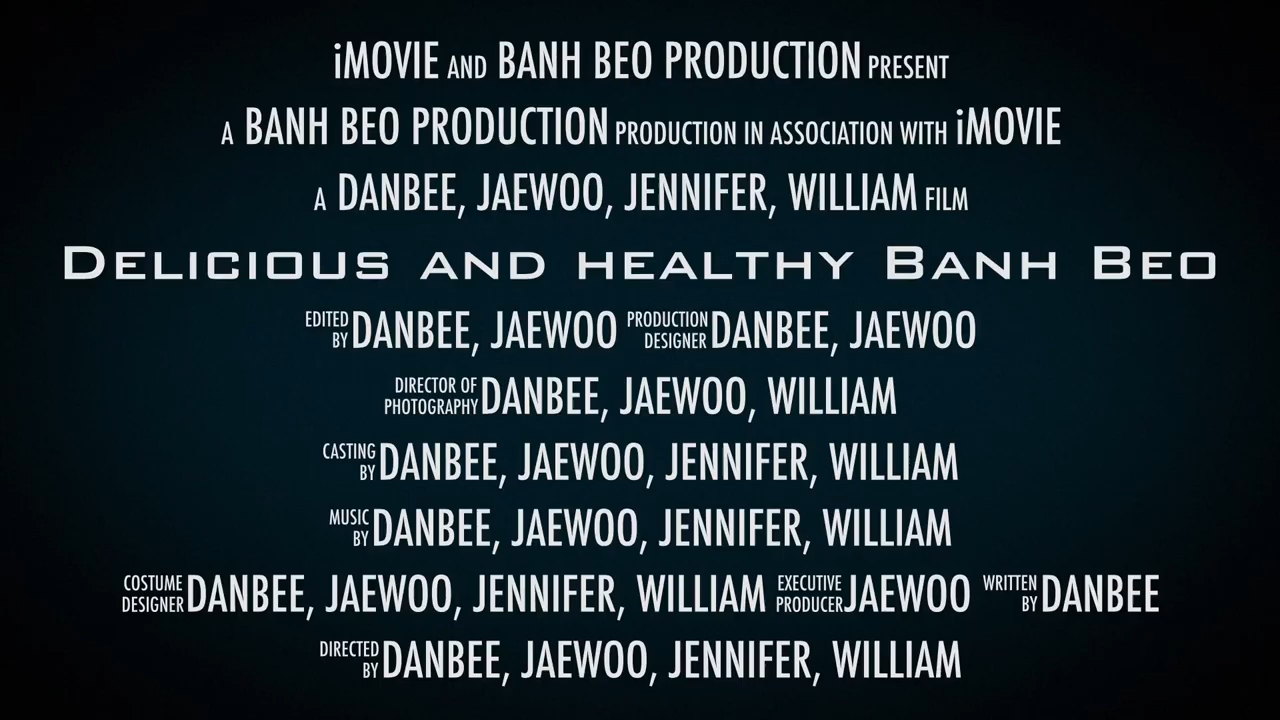 iMOVIE AND BANH BEO PRODUCTION PRESENT
A BANH BEO PRODUCTION PRODUCTION IN ASSOCIATION WITH iMOVIE
A DANBEE, JAEWOO, JENNIFER, WILLIAM FILM
DELICIOUS AND HEALTHY BANH BEO
EDITED BY DANBEE, JAEWOO PRODUCTION DESIGNER DANBEE, JAEWOO
DIRECTOR OF PHOTOGRAPHY DANBEE, JAEWOO, WILLIAM
CASTING BY DANBEE, JAEWOO, JENNIFER, WILLIAM
MUSIC BY DANBEE, JAEWOO, JENNIFER, WILLIAM
COSTUME DESIGNER DANBEE, JAEWOO, JENNIFER, WILLIAM EXECUTIVE PRODUCER JAEWOO WRITTEN BY DANBEE
DIRECTED BY DANBEE, JAEWOO, JENNIFER, WILLIAM